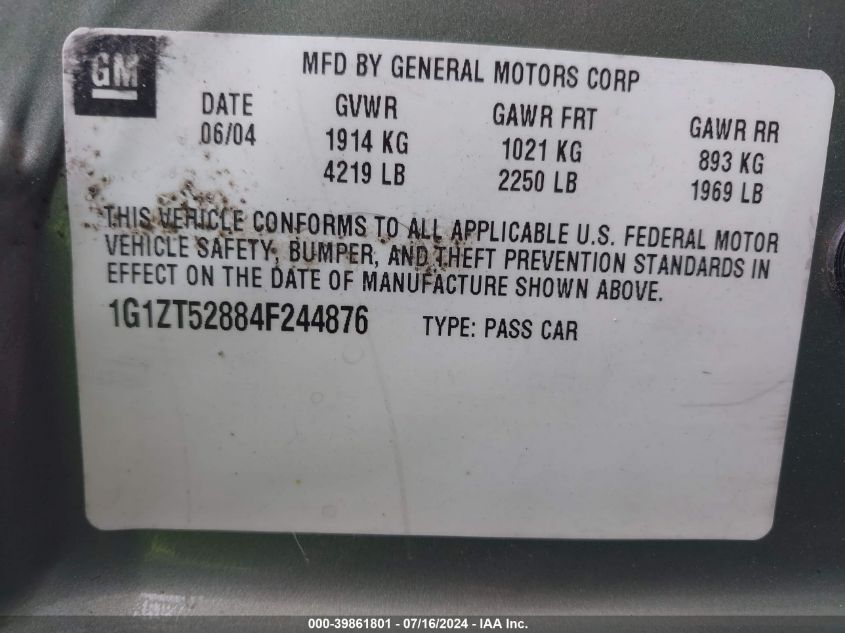 GM
MFD BY GENERAL MOTORS CORP
DATE GVWR GAWR FRT GAWR RR
06/04 1914 KG 1021 KG 893 KG
4219 LB 2250 LB 1969 LB
THIS VEHICLE CONFORMS TO ALL APPLICABLE U.S. FEDERAL MOTOR
VEHICLE SAFETY, BUMPER, AND THEFT PREVENTION STANDARDS IN
EFFECT ON THE DATE OF MANUFACTURE SHOWN ABOVE.
1G1ZT52884F244876 TYPE: PASS CAR
000-39861801 / 07/16/2024 - IAA Inc.